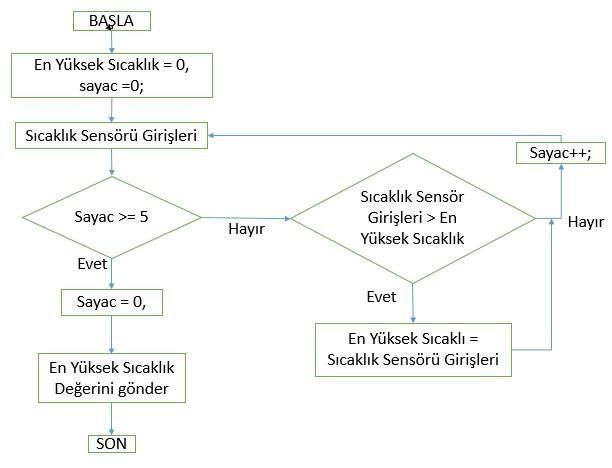 BAŞLA
En Yüksek Sıcaklık = 0,
sayac =0;
Sıcaklık Sensörü Girişleri
Sayac++;
Sayac >= 5
Hayır
Sıcaklık Sensör
Girişleri > En
Yüksek Sıcaklık
Hayır
Evet
Evet
Sayac = 0,
En Yüksek Sıcaklı =
Sıcaklık Sensörü Girişleri
En Yüksek Sıcaklık
Değerini gönder
SON